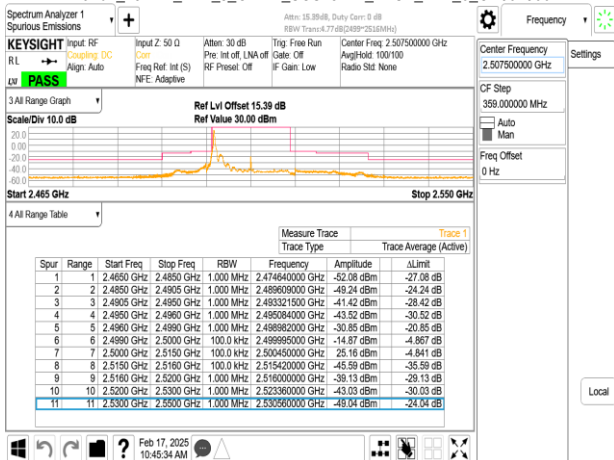 Spectrum Analyzer 1
Spurious Emissions
Attn: 15.39dB, Duty Corr: 0 dB
RBW Trans:4.77dB(2499~2516MHz)
Frequency
KEYSIGHT Input: RF Input Z: 50 Ω Atten: 30 dB Trig: Free Run Center Freq: 2.507500000 GHz
RL Coupling: DC Corr Pre: Int off, LNA off Gate: Off Avg|Hold: 100/100
Align: Auto Freq Ref: Int (S) RF Preset: Off IF Gain: Low Radio Std: None
LXI PASS NFE: Adaptive
Center Frequency
2.507500000 GHz
Settings
CF Step
359.000000 MHz
Auto
Man
Freq Offset
0 Hz
3 All Range Graph
Ref Lvl Offset 15.39 dB
Scale/Div 10.0 dB Ref Value 30.00 dBm
20.0
0.00
-20.0
-40.0
-60.0
Start 2.465 GHz Stop 2.550 GHz
4 All Range Table
Measure Trace Trace 1
Trace Type Trace Average (Active)
Spur Range Start Freq Stop Freq RBW Frequency Amplitude ΔLimit
1 1 2.4650 GHz 2.4850 GHz 1.000 MHz 2.474640000 GHz -52.08 dBm -27.08 dB
2 2 2.4850 GHz 2.4905 GHz 1.000 MHz 2.489609000 GHz -49.24 dBm -24.24 dB
3 3 2.4905 GHz 2.4950 GHz 1.000 MHz 2.493321500 GHz -41.42 dBm -28.42 dB
4 4 2.4950 GHz 2.4960 GHz 1.000 MHz 2.495084000 GHz -43.52 dBm -30.52 dB
5 5 2.4960 GHz 2.4990 GHz 1.000 MHz 2.498982000 GHz -30.85 dBm -20.85 dB
6 6 2.4990 GHz 2.5000 GHz 100.0 kHz 2.499995000 GHz -14.87 dBm -4.867 dB
7 7 2.5000 GHz 2.5150 GHz 100.0 kHz 2.500450000 GHz 25.16 dBm -4.841 dB
8 8 2.5150 GHz 2.5160 GHz 100.0 kHz 2.515420000 GHz -45.59 dBm -35.59 dB
9 9 2.5160 GHz 2.5200 GHz 1.000 MHz 2.516000000 GHz -39.13 dBm -29.13 dB
10 10 2.5200 GHz 2.5300 GHz 1.000 MHz 2.523360000 GHz -43.03 dBm -30.03 dB
11 11 2.5300 GHz 2.5500 GHz 1.000 MHz 2.530560000 GHz -49.04 dBm -24.04 dB
Local
?
Feb 17, 2025
10:45:34 AM